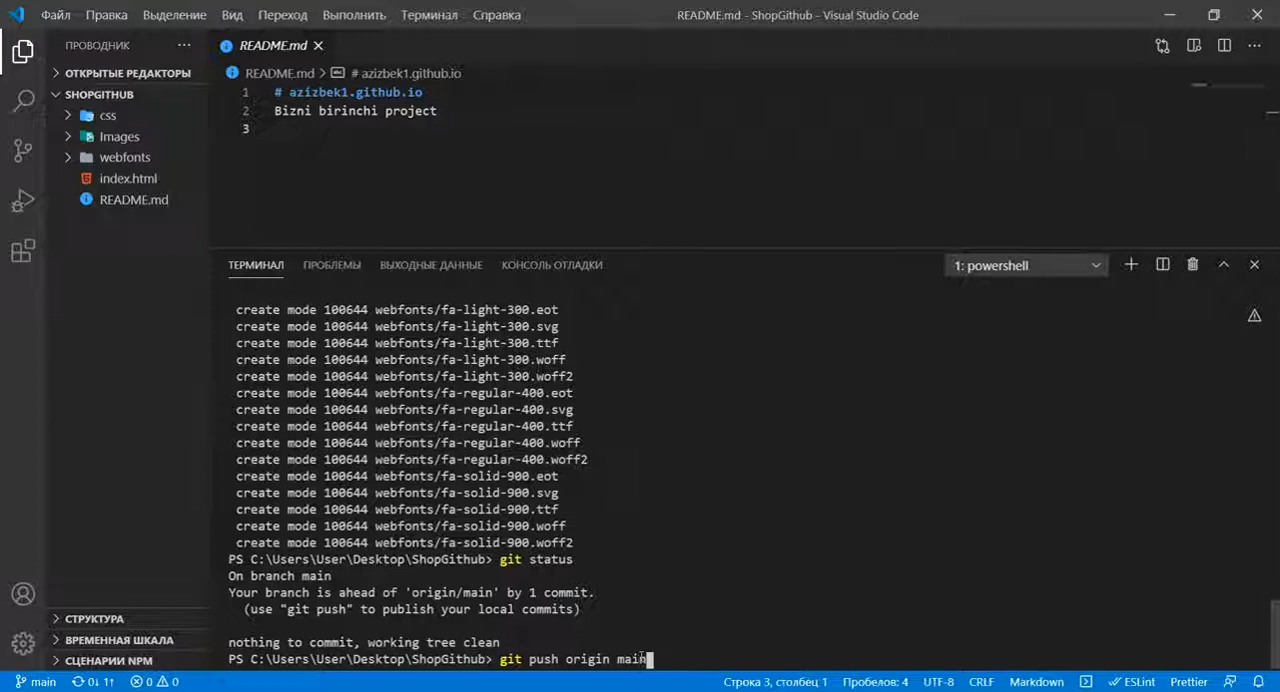 Файл Правка Выделение Вид Переход Выполнить Терминал Справка README.md - ShopGithub - Visual Studio Code
ПРОВОДНИК ...
ОТКРЫТЫЕ РЕДАКТОРЫ
SHOPGITHUB
css
Images
webfonts
index.html
README.md
СТРУКТУРА
ВРЕМЕННАЯ ШКАЛА
СЦЕНАРИИ NPM
README.md
README.md > # azizbek1.github.io
1 # azizbek1.github.io
2 Bizni birinchi project
3
ТЕРМИНАЛ ПРОБЛЕМЫ ВЫХОДНЫЕ ДАННЫЕ КОНСОЛЬ ОТЛАДКИ 1: powershell
create mode 100644 webfonts/fa-light-300.eot
create mode 100644 webfonts/fa-light-300.svg
create mode 100644 webfonts/fa-light-300.ttf
create mode 100644 webfonts/fa-light-300.woff
create mode 100644 webfonts/fa-light-300.woff2
create mode 100644 webfonts/fa-regular-400.eot
create mode 100644 webfonts/fa-regular-400.svg
create mode 100644 webfonts/fa-regular-400.ttf
create mode 100644 webfonts/fa-regular-400.woff
create mode 100644 webfonts/fa-regular-400.woff2
create mode 100644 webfonts/fa-solid-900.eot
create mode 100644 webfonts/fa-solid-900.svg
create mode 100644 webfonts/fa-solid-900.ttf
create mode 100644 webfonts/fa-solid-900.woff
create mode 100644 webfonts/fa-solid-900.woff2
PS C:\Users\User\Desktop\ShopGithub> git status
On branch main
Your branch is ahead of 'origin/main' by 1 commit.
(use "git push" to publish your local commits)
nothing to commit, working tree clean
PS C:\Users\User\Desktop\ShopGithub> git push origin main
main 0↓ 1↑ 0 0 Строка 3, столбец 1 Пробелов: 4 UTF-8 CRLF Markdown ESLint Prettier